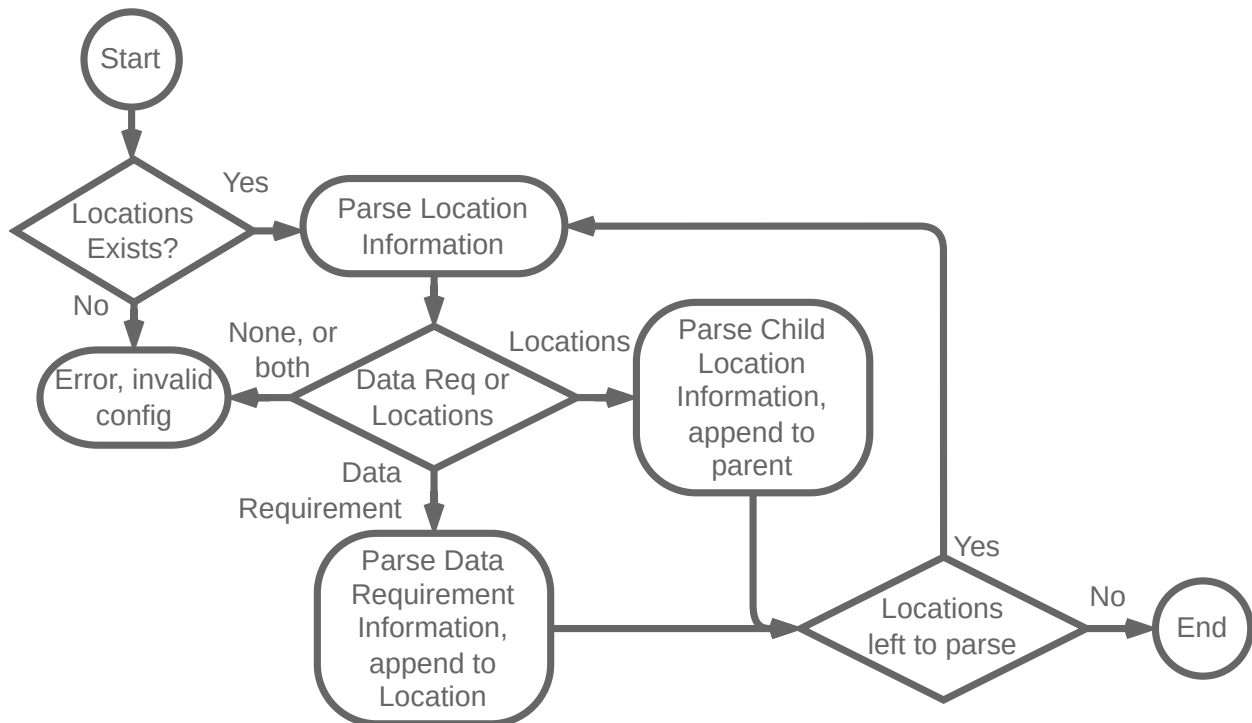 Start
Locations
Exists?
Yes
No
Parse Location
Information
Error, invalid
config
None, or
both
Data Req or
Locations
Locations
Parse Child
Location
Information,
append to
parent
Data
Requirement
Parse Data
Requirement
Information,
append to
Location
Locations
left to parse
Yes
No
End